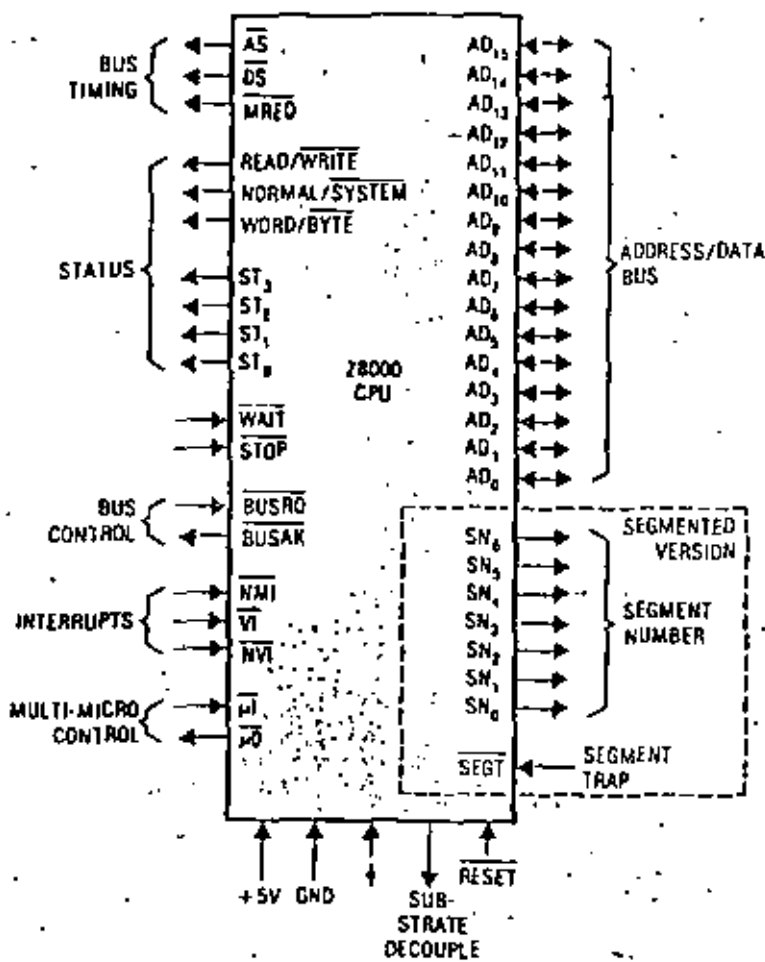 BUS
TIMING
AS
DS
MREQ
STATUS
READ/WRITE
NORMAL/SYSTEM
WORD/BYTE
ST₃
ST₂
ST₁
ST₀
WAIT
STOP
BUS
CONTROL
BUSRQ
BUSAK
INTERRUPTS
NMI
VI
NVI
MULTI-MICRO
CONTROL
μI
μO
Z8000
CPU
AD₁₅
AD₁₄
AD₁₃
AD₁₂
AD₁₁
AD₁₀
AD₉
AD₈
AD₇
AD₆
AD₅
AD₄
AD₃
AD₂
AD₁
AD₀
ADDRESS/DATA
BUS
SEGMENTED
VERSION
SN₆
SN₅
SN₄
SN₃
SN₂
SN₁
SN₀
SEGMENT
NUMBER
SEGT
SEGMENT
TRAP
+5V
GND
SUB-
STRATE
DECOUPLE
RESET